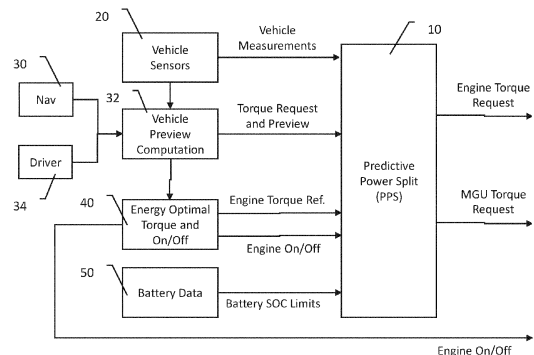 20
Vehicle
Measurements
10
Vehicle
Sensors
30
Nav
32
Vehicle
Preview
Computation
Torque Request
and Preview
Engine Torque
Request
Driver
34
Predictive
Power Split
(PPS)
MGU Torque
Request
40
Energy Optimal
Torque and
On/Off
Engine Torque Ref.
Engine On/Off
50
Battery Data
Battery SOC Limits
Engine On/Off